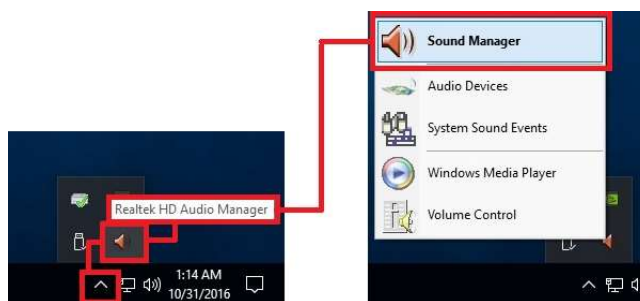 Realtek HD Audio Manager
1:14 AM
10/31/2016
Sound Manager
Audio Devices
System Sound Events
Windows Media Player
Volume Control